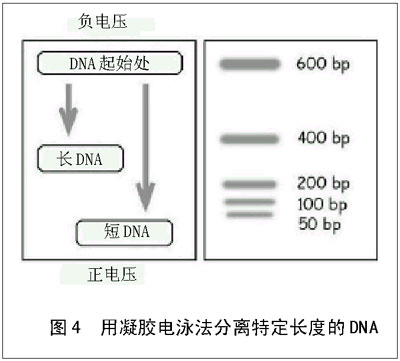 负电压
DNA起始处
长DNA
短DNA
正电压
600 bp
400 bp
200 bp
100 bp
50 bp
图4 用凝胶电泳法分离特定长度的DNA